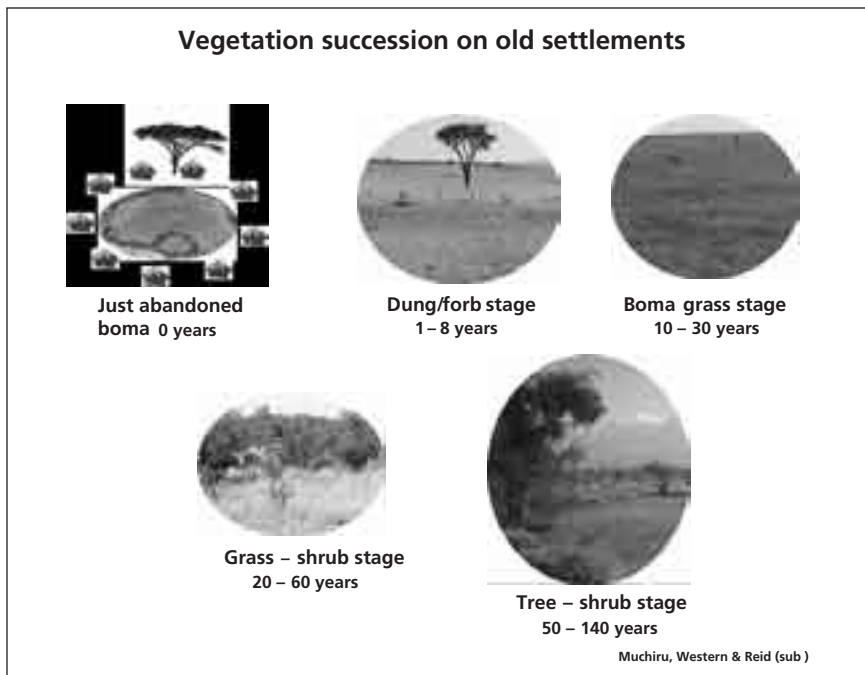 Vegetation succession on old settlements
Just abandoned
boma 0 years
Dung/forb stage
1 – 8 years
Boma grass stage
10 – 30 years
Grass – shrub stage
20 – 60 years
Tree – shrub stage
50 – 140 years
Muchiru, Western & Reid (sub )